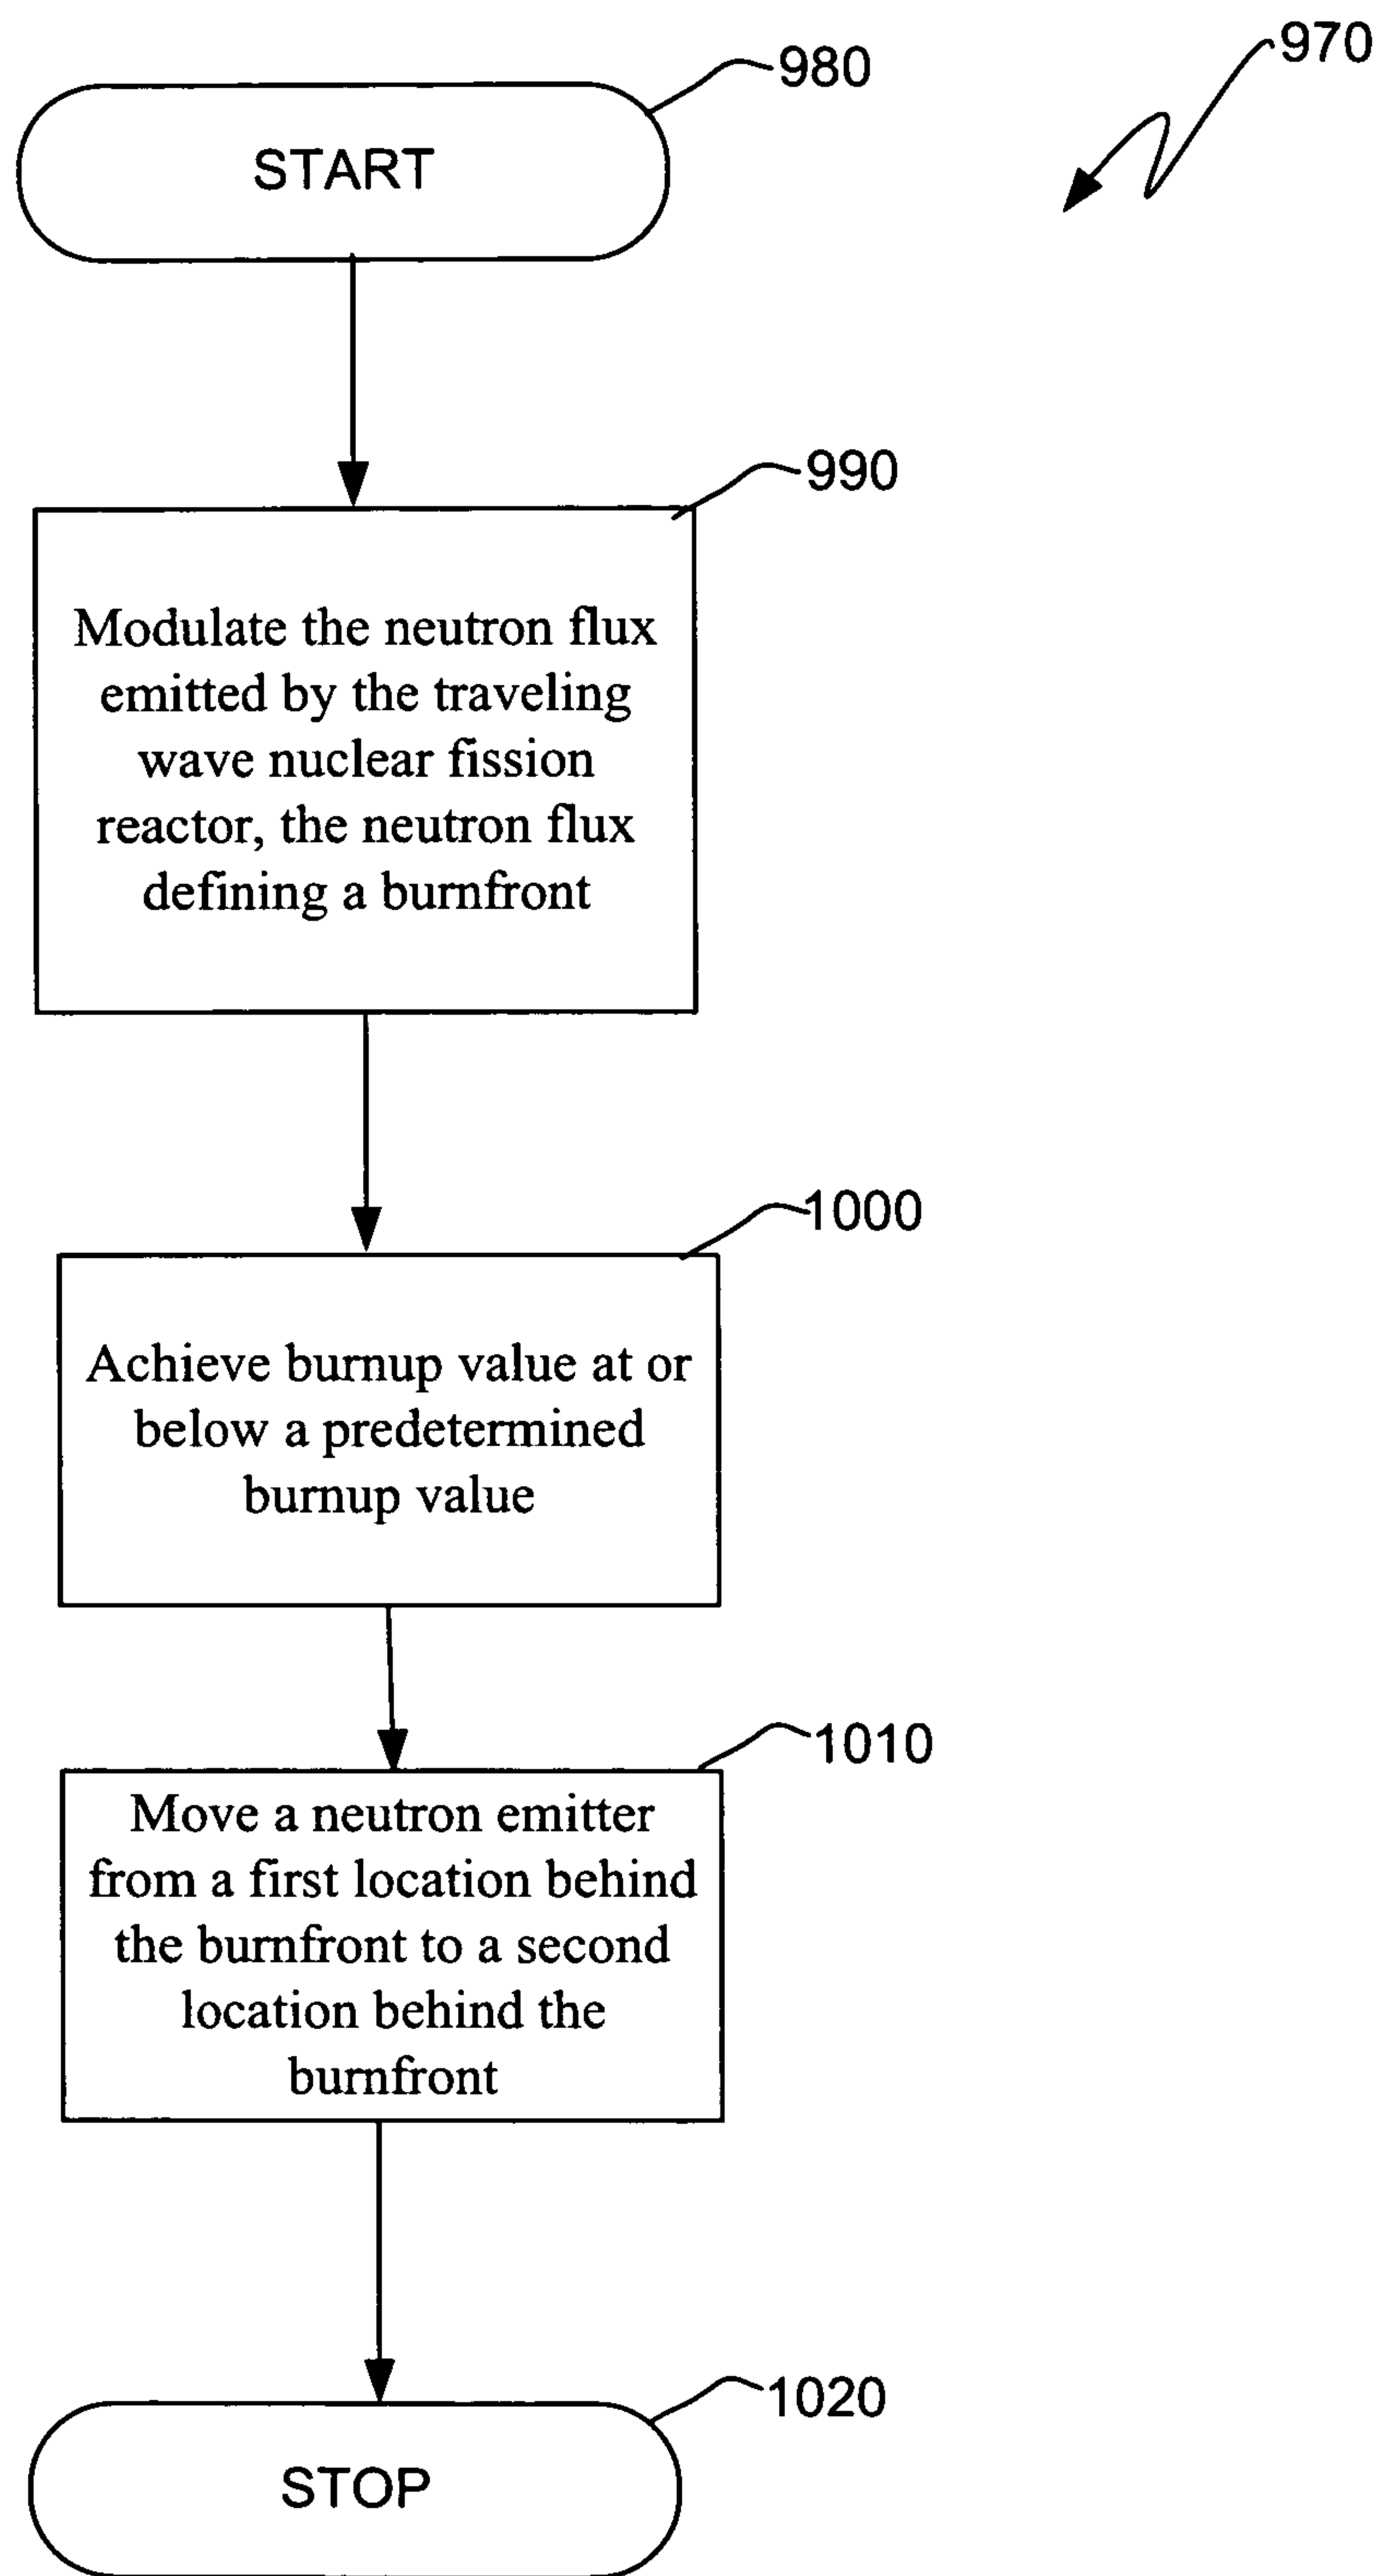 970
980
START
990
Modulate the neutron flux
emitted by the traveling
wave nuclear fission
reactor, the neutron flux
defining a burnfront
1000
Achieve burnup value at or
below a predetermined
burnup value
1010
Move a neutron emitter
from a first location behind
the burnfront to a second
location behind the
burnfront
1020
STOP